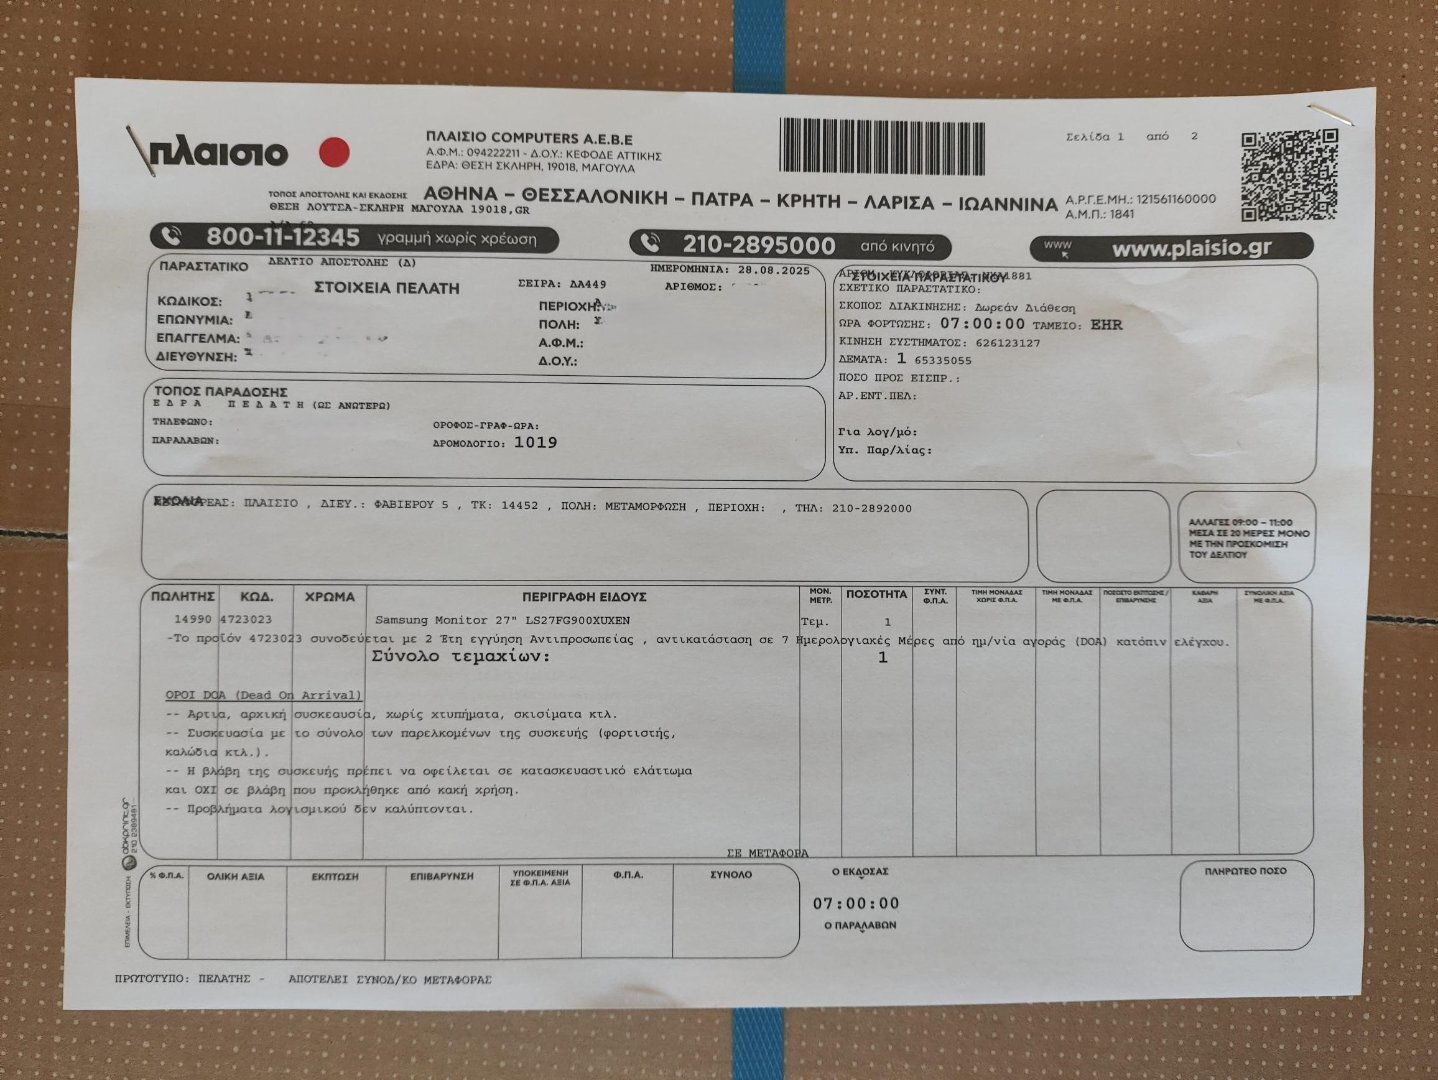 πλαισιο
ΠΛΑΙΣΙΟ COMPUTERS A.E.B.E
Α.Φ.Μ.: 094222211 - Δ.Ο.Υ.: ΚΕΦΟΔΕ ΑΤΤΙΚΗΣ
ΕΔΡΑ: ΘΕΣΗ ΣΚΛΗΡΗ, 19018, ΜΑΓΟΥΛΑ
Σελίδα 1 από 2
ΤΟΠΟΣ ΑΠΟΣΤΟΛΗΣ ΚΑΙ ΕΚΔΟΣΗΣ ΑΘΗΝΑ – ΘΕΣΣΑΛΟΝΙΚΗ – ΠΑΤΡΑ – ΚΡΗΤΗ – ΛΑΡΙΣΑ – ΙΩΑΝΝΙΝΑ
Α.Ρ.Γ.Ε.ΜΗ.: 121561160000
Α.Μ.Π.: 1841
ΘΕΣΗ ΛΟΥΤΣΑ-ΣΚΛΗΡΗ ΜΑΓΟΥΛΑ 19018,GR
800-11-12345 γραμμή χωρίς χρέωση
210-2895000 από κινητό
www www.plaisio.gr
ΠΑΡΑΣΤΑΤΙΚΟ ΔΕΛΤΙΟ ΑΠΟΣΤΟΛΗΣ (Δ)
ΗΜΕΡΟΜΗΝΙΑ: 28.08.2025
ΣΤΟΙΧΕΙΑ ΠΕΛΑΤΗ
ΣΕΙΡΑ: ΔΑ449
ΑΡΙΘΜΟΣ:
ΚΩΔΙΚΟΣ:
ΕΠΩΝΥΜΙΑ:
ΕΠΑΓΓΕΛΜΑ:
ΔΙΕΥΘΥΝΣΗ:
ΠΕΡΙΟΧΗ:
ΠΟΛΗ:
Α.Φ.Μ.:
Δ.Ο.Υ.:
ΣΤΟΙΧΕΙΑ ΠΑΡΑΣΤΑΤΙΚΟΥ
ΣΧΕΤΙΚΟ ΠΑΡΑΣΤΑΤΙΚΟ:
ΣΚΟΠΟΣ ΔΙΑΚΙΝΗΣΗΣ: Δωρεάν Διάθεση
ΩΡΑ ΦΟΡΤΩΣΗΣ: 07:00:00 ΤΑΜΕΙΟ: EHR
ΚΙΝΗΣΗ ΣΥΣΤΗΜΑΤΟΣ: 626123127
ΔΕΜΑΤΑ: 1 65335055
ΠΟΣΟ ΠΡΟΣ ΕΙΣΠΡ.:
ΑΡ.ΕΝΤ.ΠΕΛ:
Για λογ/μό:
Υπ. Παρ/λίας:
ΤΟΠΟΣ ΠΑΡΑΔΟΣΗΣ
Ε Δ Ρ Α Π Ε Λ Α Τ Η (ΩΣ ΑΝΩΤΕΡΩ)
ΤΗΛΕΦΩΝΟ:
ΟΡΟΦΟΣ-ΓΡΑΦ-ΩΡΑ:
ΠΑΡΑΛΑΒΩΝ:
ΔΡΟΜΟΛΟΓΙΟ: 1019
ΣΧΟΛΙΑ
ΜΕΤΑΦΟΡΕΑΣ: ΠΛΑΙΣΙΟ , ΔΙΕΥ.: ΦΑΒΙΕΡΟΥ 5 , ΤΚ: 14452 , ΠΟΛΗ: ΜΕΤΑΜΟΡΦΩΣΗ , ΠΕΡΙΟΧΗ: , ΤΗΛ: 210-2892000
ΑΛΛΑΓΕΣ 09:00 – 11:00
ΜΕΣΑ ΣΕ 20 ΜΕΡΕΣ ΜΟΝΟ
ΜΕ ΤΗΝ ΠΡΟΣΚΟΜΙΣΗ
ΤΟΥ ΔΕΛΤΙΟΥ
ΠΩΛΗΤΗΣ ΚΩΔ. ΧΡΩΜΑ ΠΕΡΙΓΡΑΦΗ ΕΙΔΟΥΣ ΜΟΝ. ΜΕΤΡ. ΠΟΣΟΤΗΤΑ ΣΥΝΤ. Φ.Π.Α. ΤΙΜΗ ΜΟΝΑΔΑΣ ΧΩΡΙΣ Φ.Π.Α. ΤΙΜΗ ΜΟΝΑΔΑΣ ΜΕ Φ.Π.Α. ΠΟΣΟΣΤΟ ΕΚΠΤΩΣΗΣ / ΕΠΙΒΑΡΥΝΣΗΣ ΚΑΘΑΡΗ ΑΞΙΑ ΣΥΝΟΛΙΚΗ ΑΞΙΑ ΜΕ Φ.Π.Α.
14990 4723023 Samsung Monitor 27" LS27FG900XUXEN Τεμ. 1
-Το προϊόν 4723023 συνοδεύεται με 2 Έτη εγγύηση Αντιπροσωπείας , αντικατάσταση σε 7 Ημερολογιακές Μέρες από ημ/νία αγοράς (DOA) κατόπιν ελέγχου.
Σύνολο τεμαχίων: 1
ΟΡΟΙ DOA (Dead On Arrival)
-- Άρτια, αρχική συσκευασία, χωρίς χτυπήματα, σκισίματα κτλ.
-- Συσκευασία με το σύνολο των παρελκομένων της συσκευής (φορτιστής,
καλώδια κτλ.).
-- Η βλάβη της συσκευής πρέπει να οφείλεται σε κατασκευαστικό ελάττωμα
και ΟΧΙ σε βλάβη που προκλήθηκε από κακή χρήση.
-- Προβλήματα λογισμικού δεν καλύπτονται.
ΣΕ ΜΕΤΑΦΟΡΑ
ΕΠΙΜΕΛΕΙΑ - ΕΚΤΥΠΩΣΗ: abkprint.gr
% Φ.Π.Α. ΟΛΙΚΗ ΑΞΙΑ ΕΚΠΤΩΣΗ ΕΠΙΒΑΡΥΝΣΗ ΥΠΟΚΕΙΜΕΝΗ ΣΕ Φ.Π.Α. ΑΞΙΑ Φ.Π.Α. ΣΥΝΟΛΟ
Ο ΕΚΔΟΣΑΣ
07:00:00
Ο ΠΑΡΑΛΑΒΩΝ
ΠΛΗΡΩΤΕΟ ΠΟΣΟ
ΠΡΩΤΟΤΥΠΟ: ΠΕΛΑΤΗΣ - ΑΠΟΤΕΛΕΙ ΣΥΝΟΔ/ΚΟ ΜΕΤΑΦΟΡΑΣ